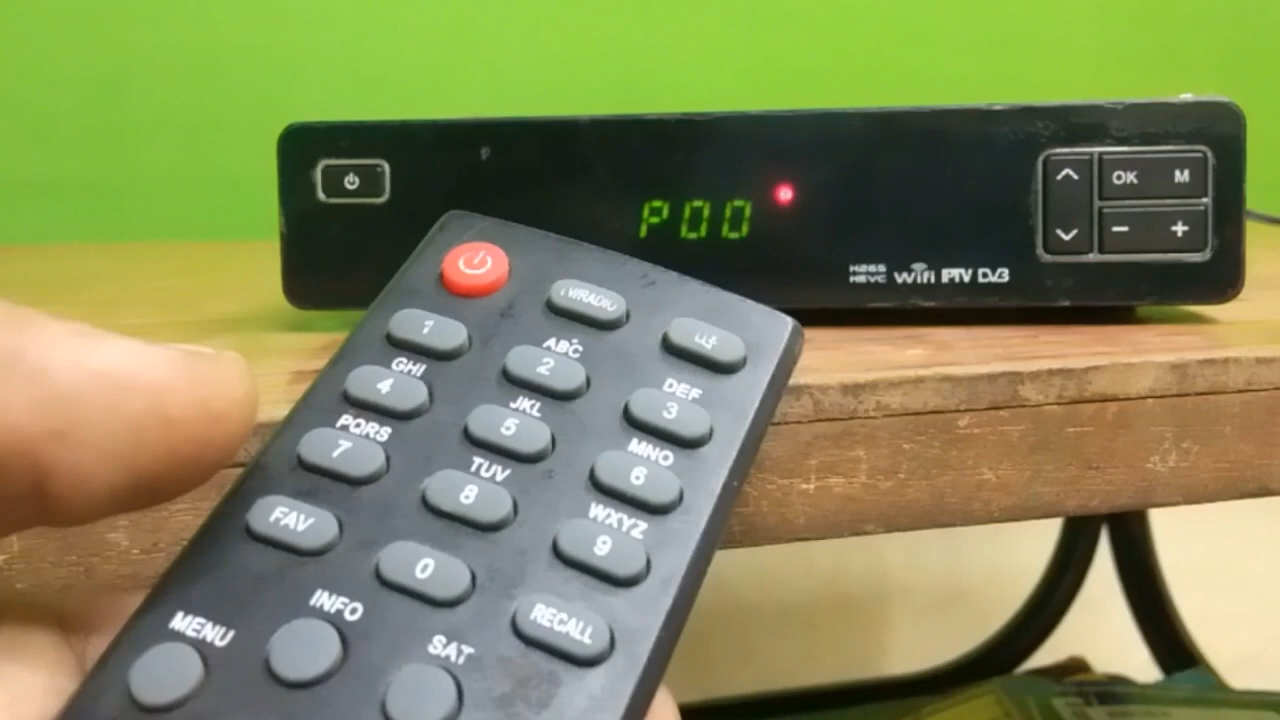 P00
OK M
H265
HEVC
Wifi PTV DVB
TV/RADIO
1
ABC
2
DEF
3
GHI
4
JKL
5
MNO
6
PQRS
7
TUV
8
WXYZ
9
FAV
0
RECALL
MENU
INFO
SAT